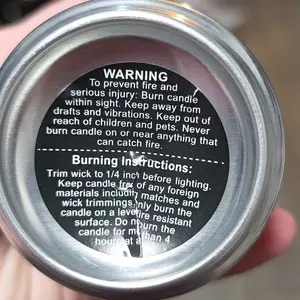 WARNING
To prevent fire and
serious injury: Burn candle
within sight. Keep away from
drafts and vibrations. Keep out of
reach of children and pets. Never
burn candle on or near anything that
can catch fire.
Burning Instructions:
Trim wick to 1/4 inch before lighting.
Keep candle free of any foreign
materials including matches and
wick trimmings. Only burn the
candle on a level fire resistant
surface. Do not burn the
candle for more than 4
hours at a